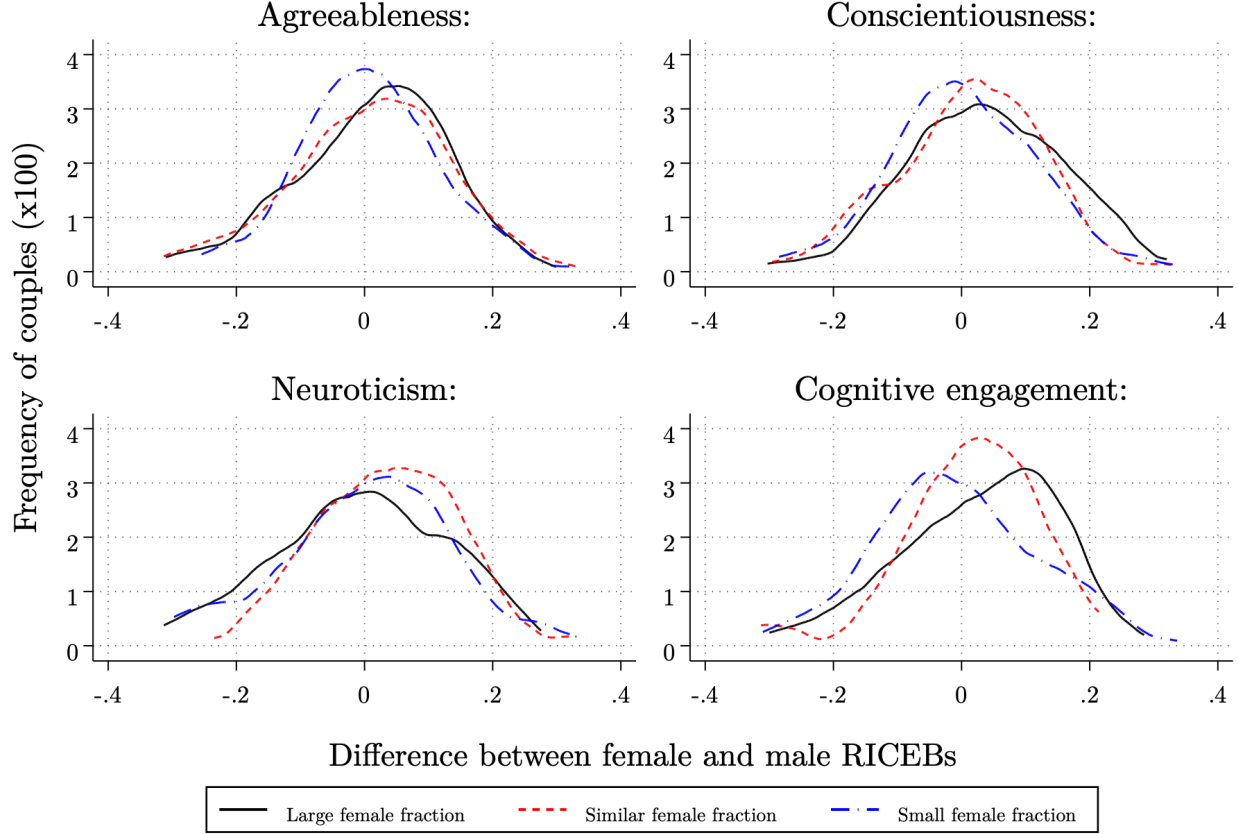 Agreeableness:
Conscientiousness:
4
3
2
1
0
-.4 -.2 0 .2 .4
4
3
2
1
0
-.4 -.2 0 .2 .4
Frequency of couples (x100)
Neuroticism:
Cognitive engagement:
4
3
2
1
0
-.4 -.2 0 .2 .4
4
3
2
1
0
-.4 -.2 0 .2 .4
Difference between female and male RICEBs
Large female fraction Similar female fraction Small female fraction